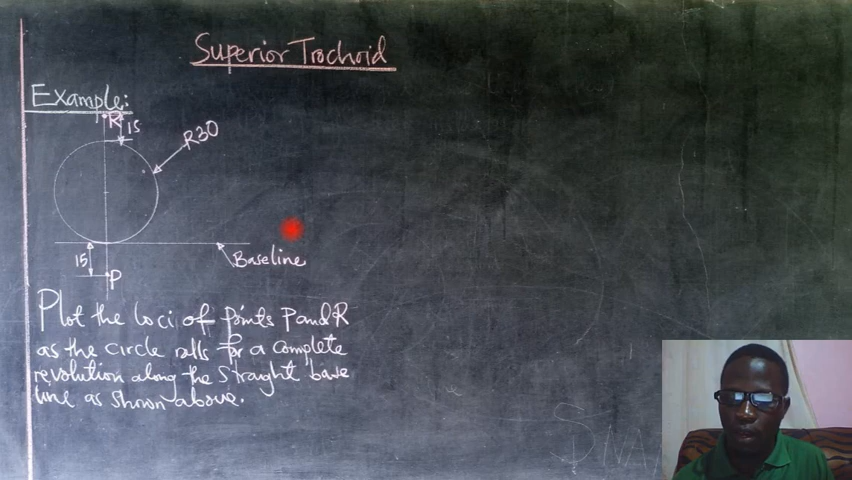 Superior Trochoid
Example:
R
15
R30
15
Baseline
P
Plot the loci of points P and R
as the circle rolls for a complete
revolution along the straight base
line as shown above.